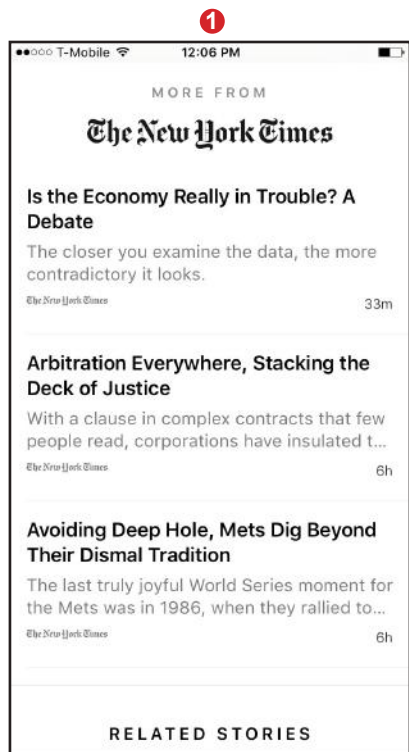 1
T-Mobile 12:06 PM
MORE FROM
The New York Times
Is the Economy Really in Trouble? A
Debate
The closer you examine the data, the more
contradictory it looks.
The New York Times 33m
Arbitration Everywhere, Stacking the
Deck of Justice
With a clause in complex contracts that few
people read, corporations have insulated t...
The New York Times 6h
Avoiding Deep Hole, Mets Dig Beyond
Their Dismal Tradition
The last truly joyful World Series moment for
the Mets was in 1986, when they rallied to...
The New York Times 6h
RELATED STORIES